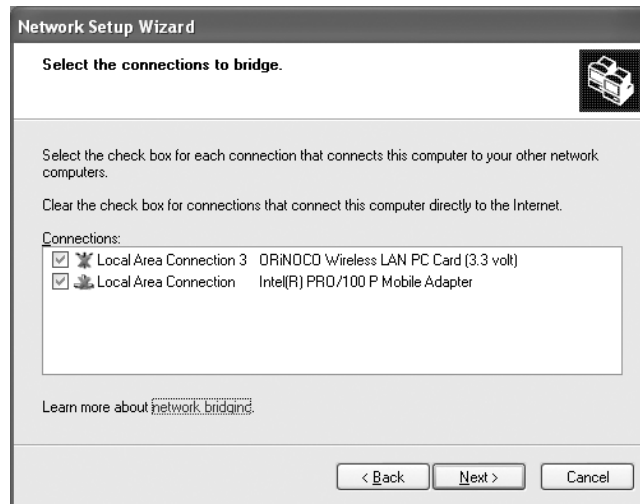 Network Setup Wizard
Select the connections to bridge.
Select the check box for each connection that connects this computer to your other network
computers.
Clear the check box for connections that connect this computer directly to the Internet.
Connections:
Local Area Connection 3 ORiNOCO Wireless LAN PC Card (3.3 volt)
Local Area Connection Intel(R) PRO/100 P Mobile Adapter
Learn more about network bridging.
< Back Next > Cancel